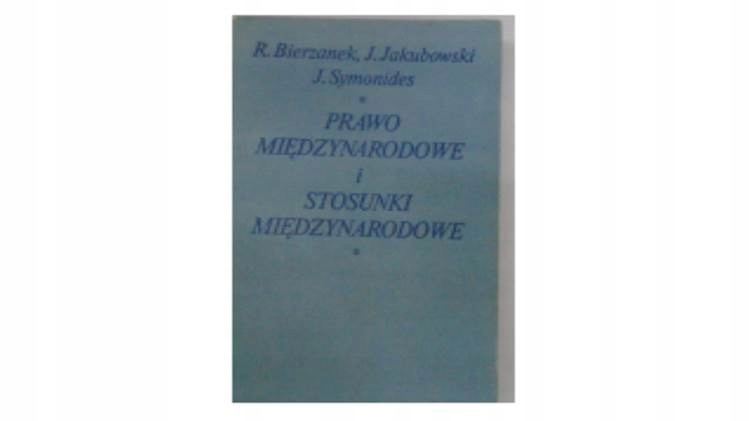 R. Bierzanek, J. Jakubowski
J. Symonides
*
PRAWO
MIĘDZYNARODOWE
i
STOSUNKI
MIĘDZYNARODOWE
*